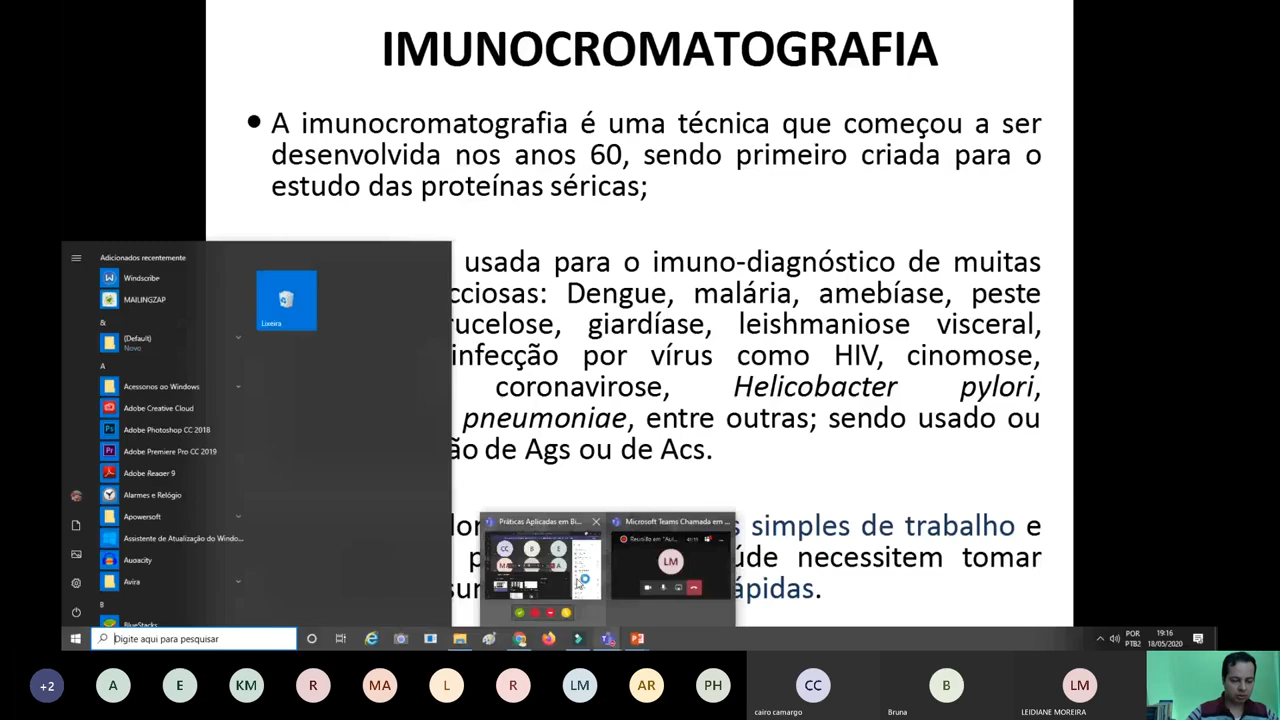 IMUNOCROMATOGRAFIA
• A imunocromatografia é uma técnica que começou a ser
desenvolvida nos anos 60, sendo primeiro criada para o
estudo das proteínas séricas;
usada para o imuno-diagnóstico de muitas
cciosas: Dengue, malária, amebíase, peste
rucelose, giardíase, leishmaniose visceral,
infecção por vírus como HIV, cinomose,
coronavirose, Helicobacter pylori,
pneumoniae, entre outras; sendo usado ou
ão de Ags ou de Acs.
s simples de trabalho e
úde necessitem tomar
ápidas.
Adicionados recentemente
Windscribe
MAILINGZAP
&
(Default)
Novo
A
Acessórios do Windows
Adobe Creative Cloud
Adobe Photoshop CC 2018
Adobe Premiere Pro CC 2019
Adobe Reader 9
Alarmes e Relógio
Apowersoft
Assistente de Atualização do Windo...
Audacity
Avira
B
BlueStacks
Lixeira
Práticas Aplicadas em Bi...
Microsoft Teams Chamada em ...
CC
B
E
LM
Digite aqui para pesquisar
POR
PTB2
19:16
18/05/2020
+2
A
E
KM
R
MA
L
R
LM
AR
PH
CC
cairo camargo
B
Bruna
LM
LEIDIANE MOREIRA